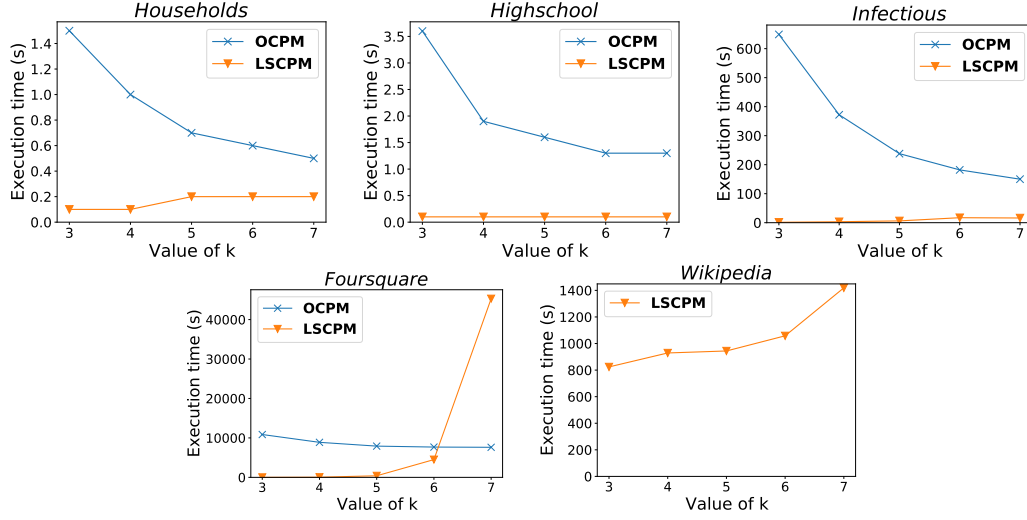 Households
Execution time (s)
1.4
1.2
1.0
0.8
0.6
0.4
0.2
0.0
OCPM
LSCPM
3 4 5 6 7
Value of k
Highschool
Execution time (s)
3.5
3.0
2.5
2.0
1.5
1.0
0.5
0.0
OCPM
LSCPM
3 4 5 6 7
Value of k
Infectious
Execution time (s)
600
500
400
300
200
100
0
OCPM
LSCPM
3 4 5 6 7
Value of k
Foursquare
Execution time (s)
40000
30000
20000
10000
0
OCPM
LSCPM
3 4 5 6 7
Value of k
Wikipedia
Execution time (s)
1400
1200
1000
800
600
400
200
0
LSCPM
3 4 5 6 7
Value of k